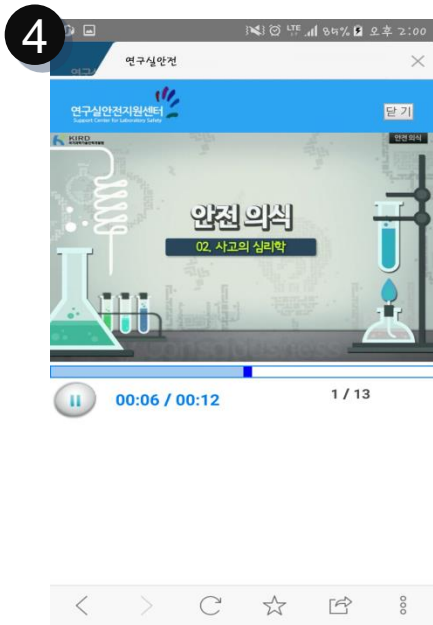 4
LTE 84% 오후 2:00
연구실안전
연구실안전지원센터
Support Center for Laboratory Safety
닫 기
KIRD
안전 의식
안전 의식
02. 사고의 심리학
00:06 / 00:12
1 / 13